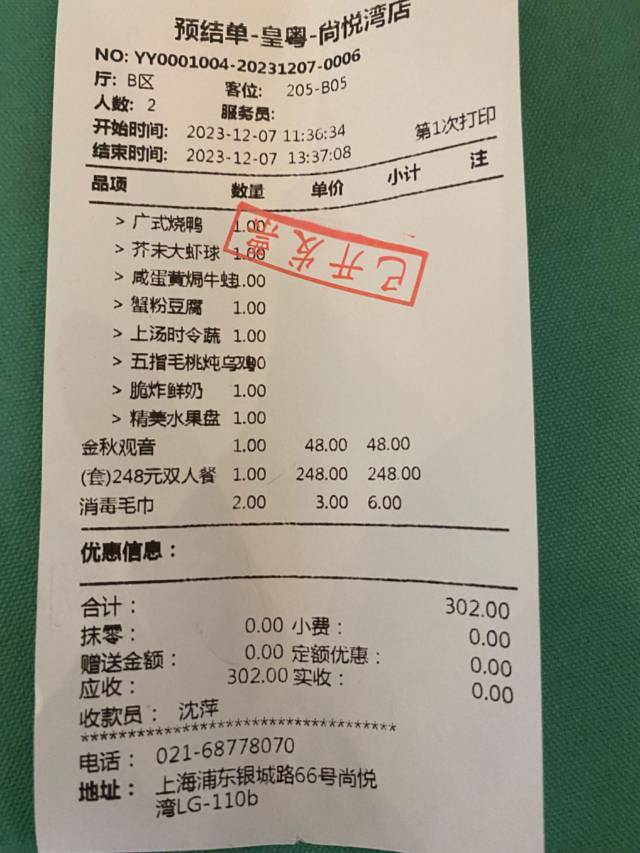 预结单-皇粤-尚悦湾店
NO: YY0001004-20231207-0006
厅: B区 客位: 205-B05
人数: 2 服务员:
开始时间: 2023-12-07 11:36:34 第1次打印
结束时间: 2023-12-07 13:37:08
品项 数量 单价 小计 注
> 广式烧鸭 1.00
> 芥末大虾球 1.00
已开发票
> 咸蛋黄焗牛蛙1.00
> 蟹粉豆腐 1.00
> 上汤时令蔬 1.00
> 五指毛桃炖乌鸡
> 脆炸鲜奶 1.00
> 精美水果盘 1.00
金秋观音 1.00 48.00 48.00
(套)248元双人餐 1.00 248.00 248.00
消毒毛巾 2.00 3.00 6.00
优惠信息:
合计: 302.00
抹零: 0.00 小费: 0.00
赠送金额: 0.00 定额优惠: 0.00
应收: 302.00 实收: 0.00
收款员: 沈萍
**********************************
电话: 021-68778070
地址: 上海浦东银城路66号尚悦
湾LG-110b